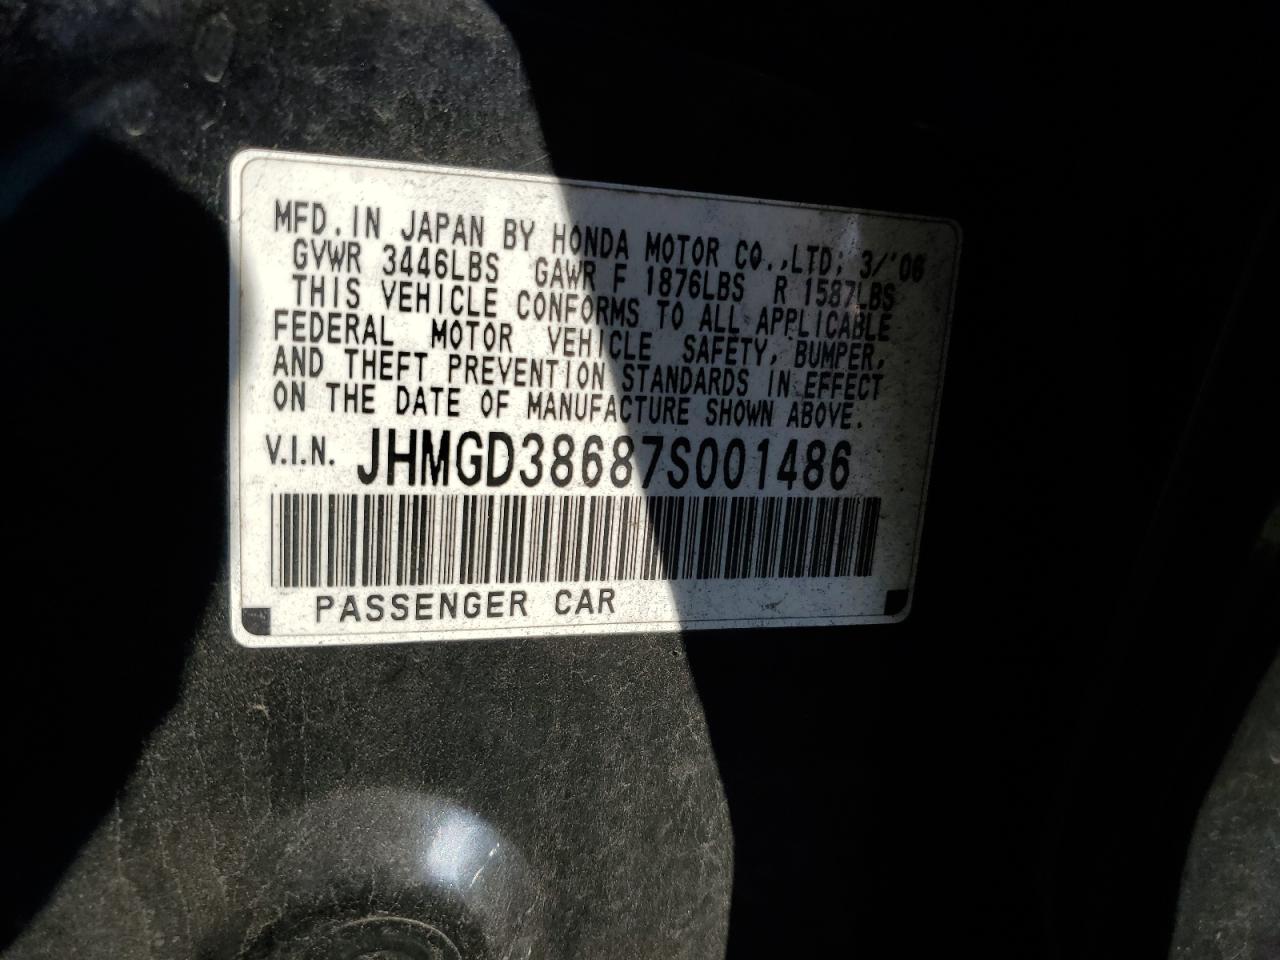 MFD. IN JAPAN BY HONDA MOTOR CO., LTD. 3/'06
GVWR 3446LBS GAWR F 1876LBS R 1587LBS
THIS VEHICLE CONFORMS TO ALL APPLICABLE
FEDERAL MOTOR VEHICLE SAFETY, BUMPER,
AND THEFT PREVENTION STANDARDS IN EFFECT
ON THE DATE OF MANUFACTURE SHOWN ABOVE.
V.I.N. JHMGD38687S001486
PASSENGER CAR